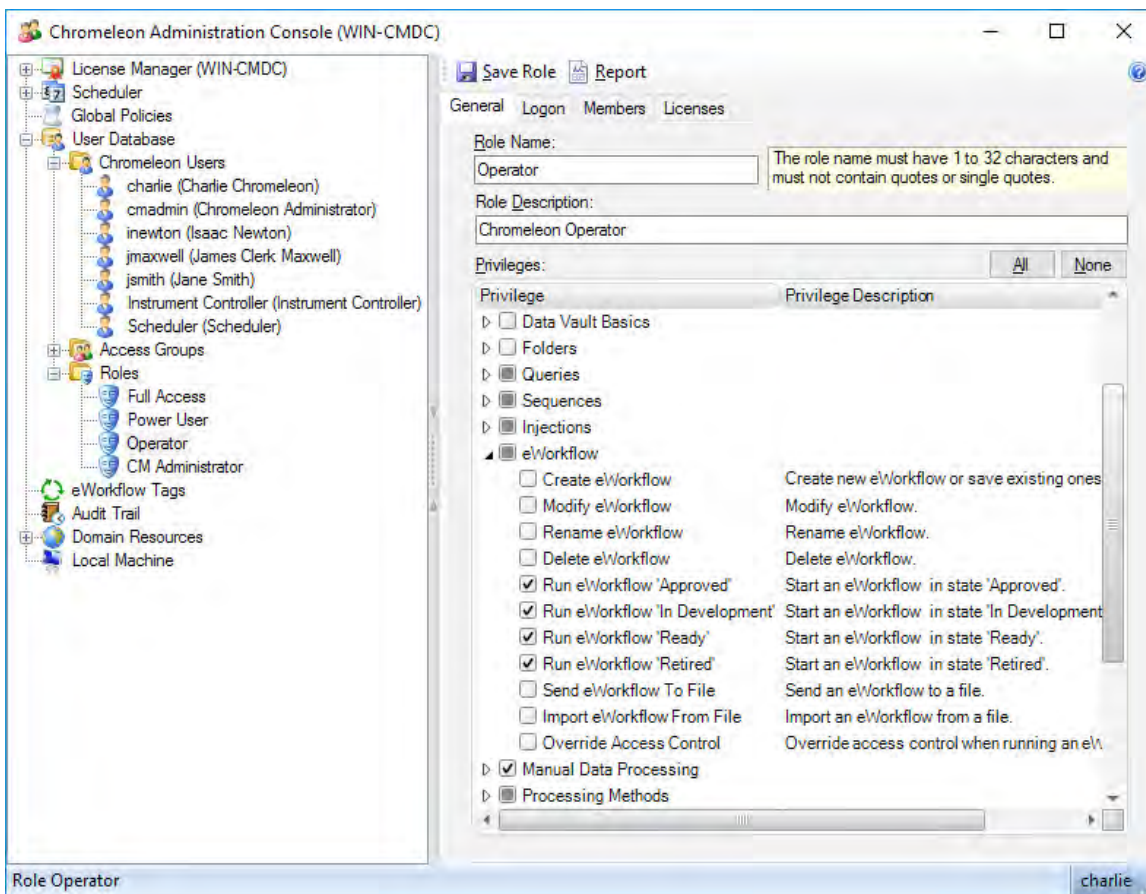 Chromeleon Administration Console (WIN-CMDC)
License Manager (WIN-CMDC)
Scheduler
Global Policies
User Database
Chromeleon Users
charlie (Charlie Chromeleon)
cmadmin (Chromeleon Administrator)
inewton (Isaac Newton)
jmaxwell (James Clerk Maxwell)
jsmith (Jane Smith)
Instrument Controller (Instrument Controller)
Scheduler (Scheduler)
Access Groups
Roles
Full Access
Power User
Operator
CM Administrator
eWorkflow Tags
Audit Trail
Domain Resources
Local Machine
Save Role Report
General Logon Members Licenses
Role Name:
Operator
The role name must have 1 to 32 characters and
must not contain quotes or single quotes.
Role Description:
Chromeleon Operator
Privileges: All None
Privilege Privilege Description
Data Vault Basics
Folders
Queries
Sequences
Injections
eWorkflow
Create eWorkflow Create new eWorkflow or save existing ones
Modify eWorkflow Modify eWorkflow.
Rename eWorkflow Rename eWorkflow.
Delete eWorkflow Delete eWorkflow.
Run eWorkflow 'Approved' Start an eWorkflow in state 'Approved'.
Run eWorkflow 'In Development' Start an eWorkflow in state 'In Development
Run eWorkflow 'Ready' Start an eWorkflow in state 'Ready'.
Run eWorkflow 'Retired' Start an eWorkflow in state 'Retired'.
Send eWorkflow To File Send an eWorkflow to a file.
Import eWorkflow From File Import an eWorkflow from a file.
Override Access Control Override access control when running an eW
Manual Data Processing
Processing Methods
Role Operator charlie